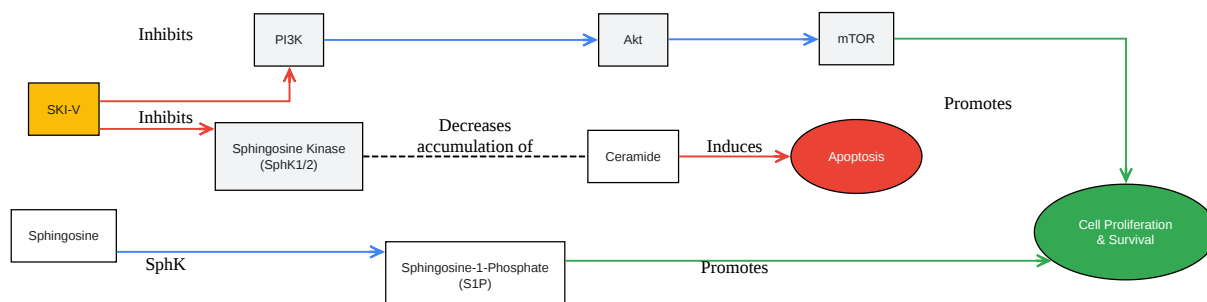 Inhibits
PI3K
Akt
mTOR
SKI-V
Inhibits
Promotes
Sphingosine Kinase
(SphK1/2)
Decreases
accumulation of
Ceramide
Induces
Apoptosis
Sphingosine
SphK
Sphingosine-1-Phosphate
(S1P)
Promotes
Cell Proliferation
& Survival